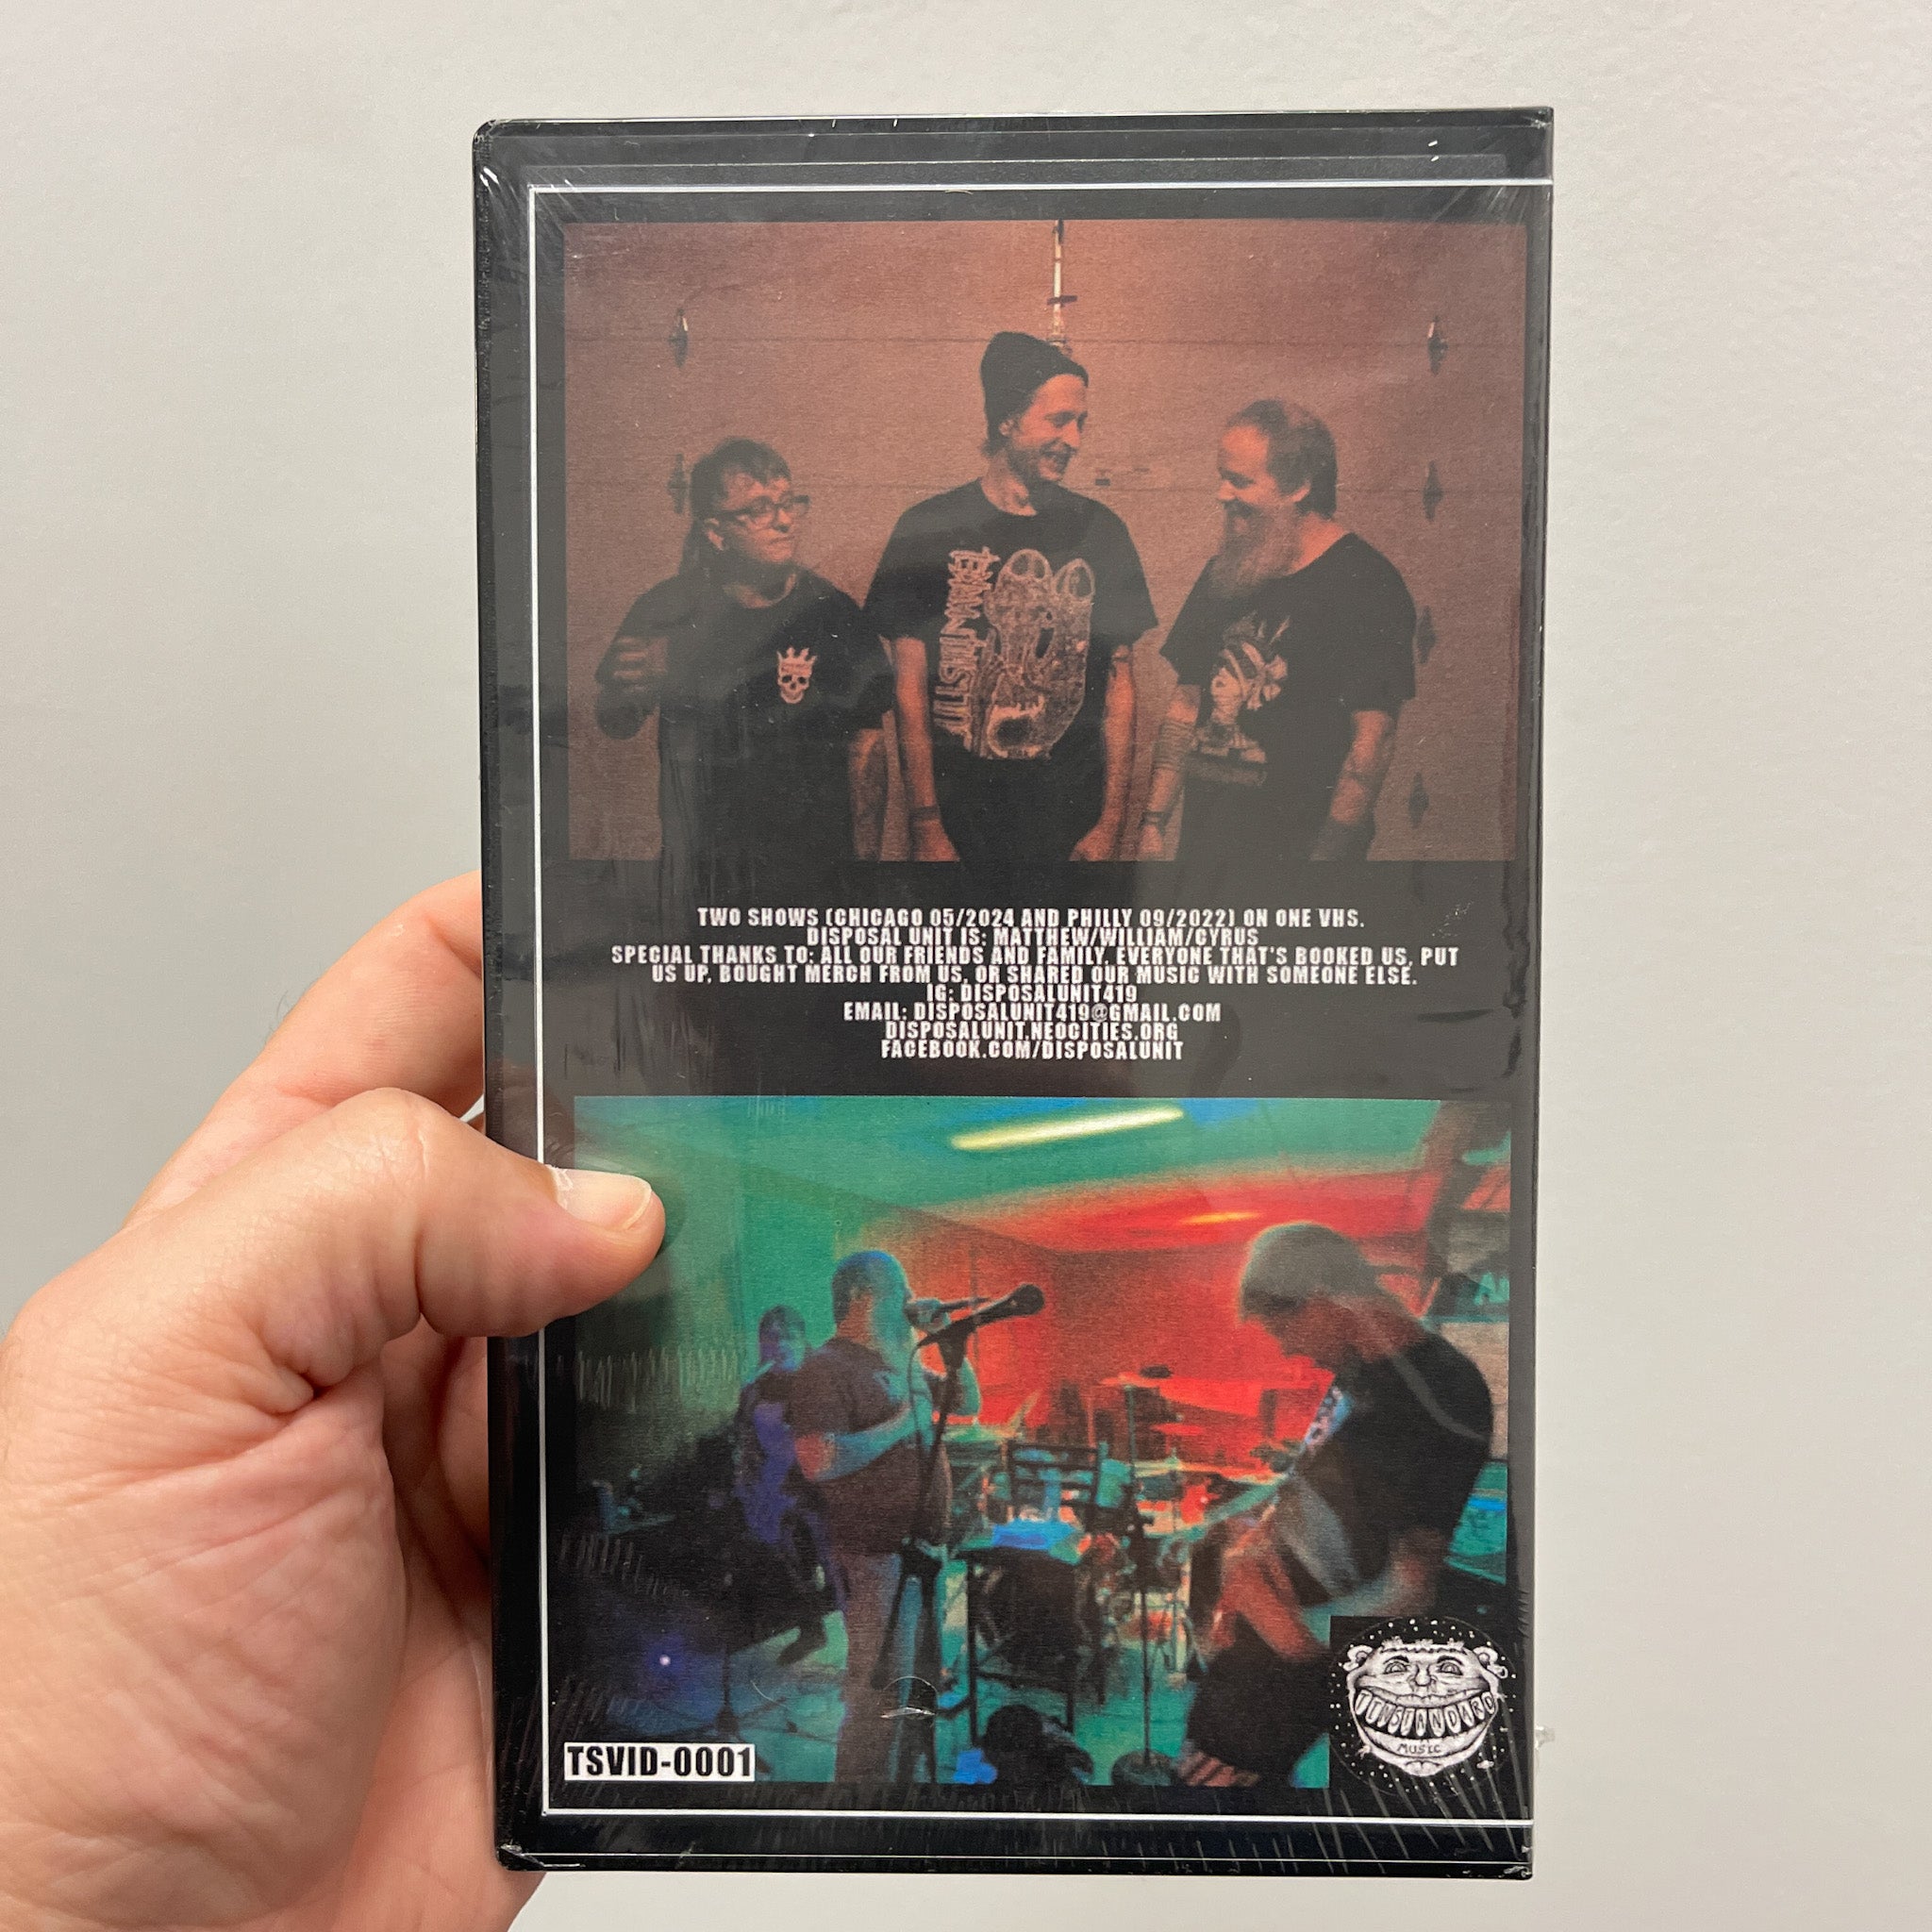 TWO SHOWS (CHICAGO 05/2024 AND PHILLY 09/2022) ON ONE VHS.
DISPOSAL UNIT IS: MATTHEW/WILLIAM/CYRUS
SPECIAL THANKS TO: ALL OUR FRIENDS AND FAMILY, EVERYONE THAT'S BOOKED US, PUT
US UP, BOUGHT MERCH FROM US, OR SHARED OUR MUSIC WITH SOMEONE ELSE.
IG: DISPOSALUNIT419
EMAIL: DISPOSALUNIT419@GMAIL.COM
DISPOSALUNIT.NEOCITIES.ORG
FACEBOOK.COM/DISPOSALUNIT
TSVID-0001
TIMSTANDARD
MUSIC